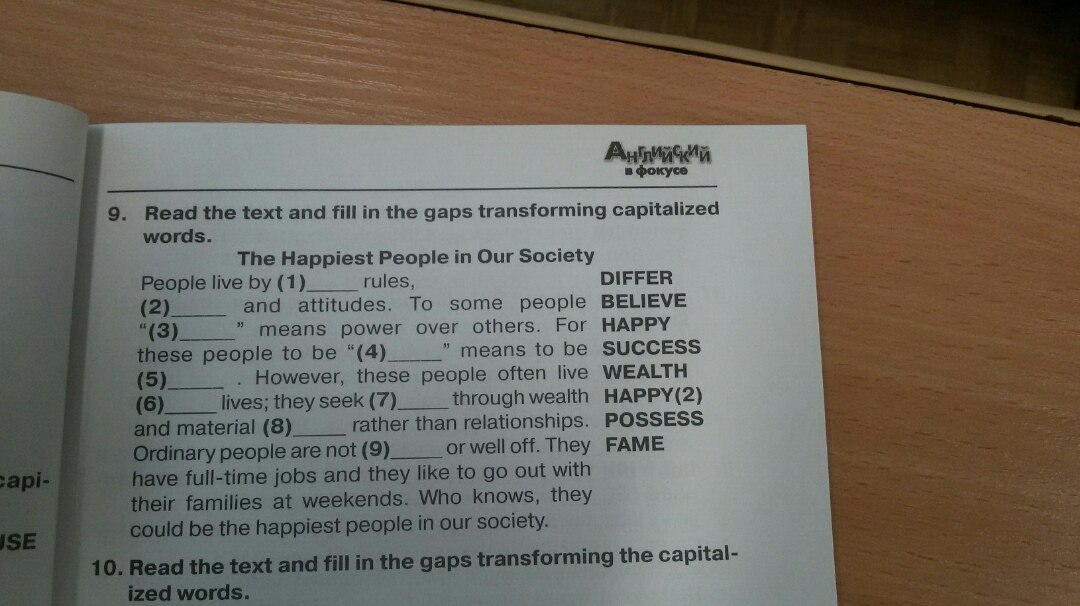 Английский
в фокусе
9. Read the text and fill in the gaps transforming capitalized
words.
The Happiest People in Our Society
People live by (1)_____ rules, DIFFER
(2)_____ and attitudes. To some people BELIEVE
“(3)_____” means power over others. For HAPPY
these people to be “(4)_____” means to be SUCCESS
(5)_____ . However, these people often live WEALTH
(6)_____ lives; they seek (7)_____ through wealth HAPPY(2)
and material (8)_____ rather than relationships. POSSESS
Ordinary people are not (9)_____ or well off. They FAME
have full-time jobs and they like to go out with
their families at weekends. Who knows, they
could be the happiest people in our society.
10. Read the text and fill in the gaps transforming the capital-
ized words.
capi-
USE